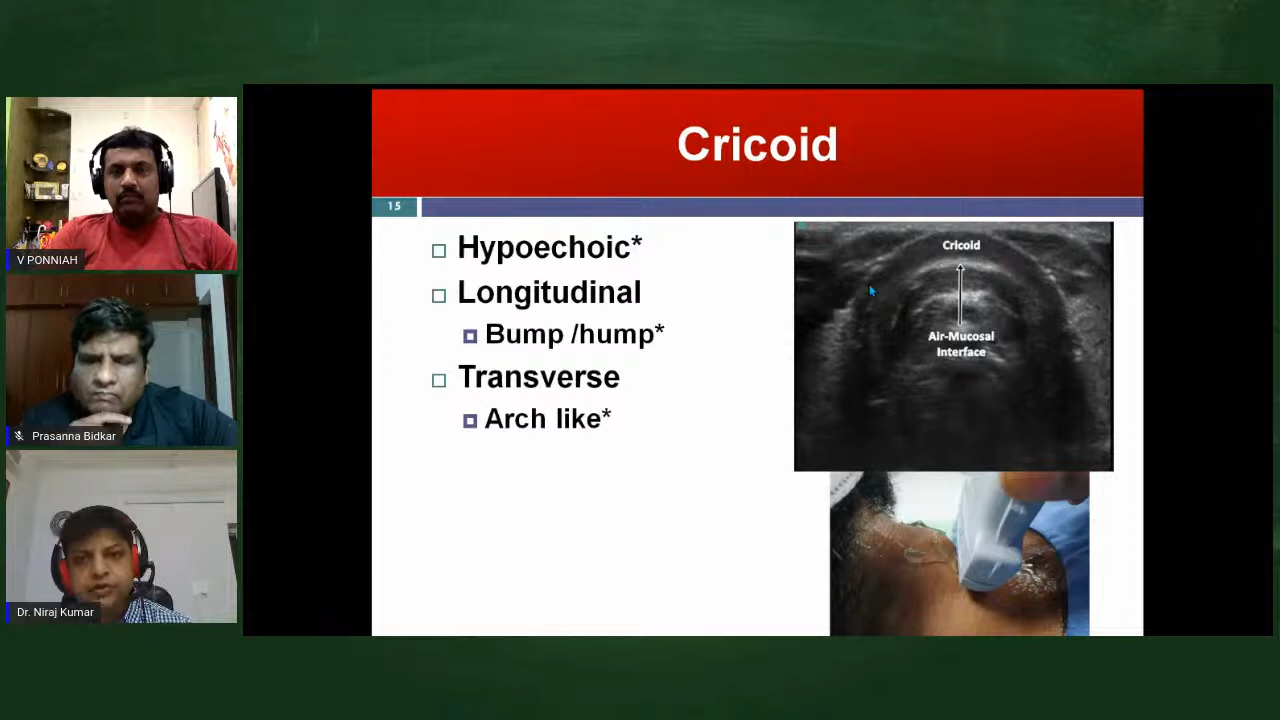 V PONNIAH
Prasanna Bidkar
Dr. Niraj Kumar
Cricoid
15
Hypoechoic*
Longitudinal
Bump /hump*
Transverse
Arch like*
Cricoid
Air-Mucosal
Interface